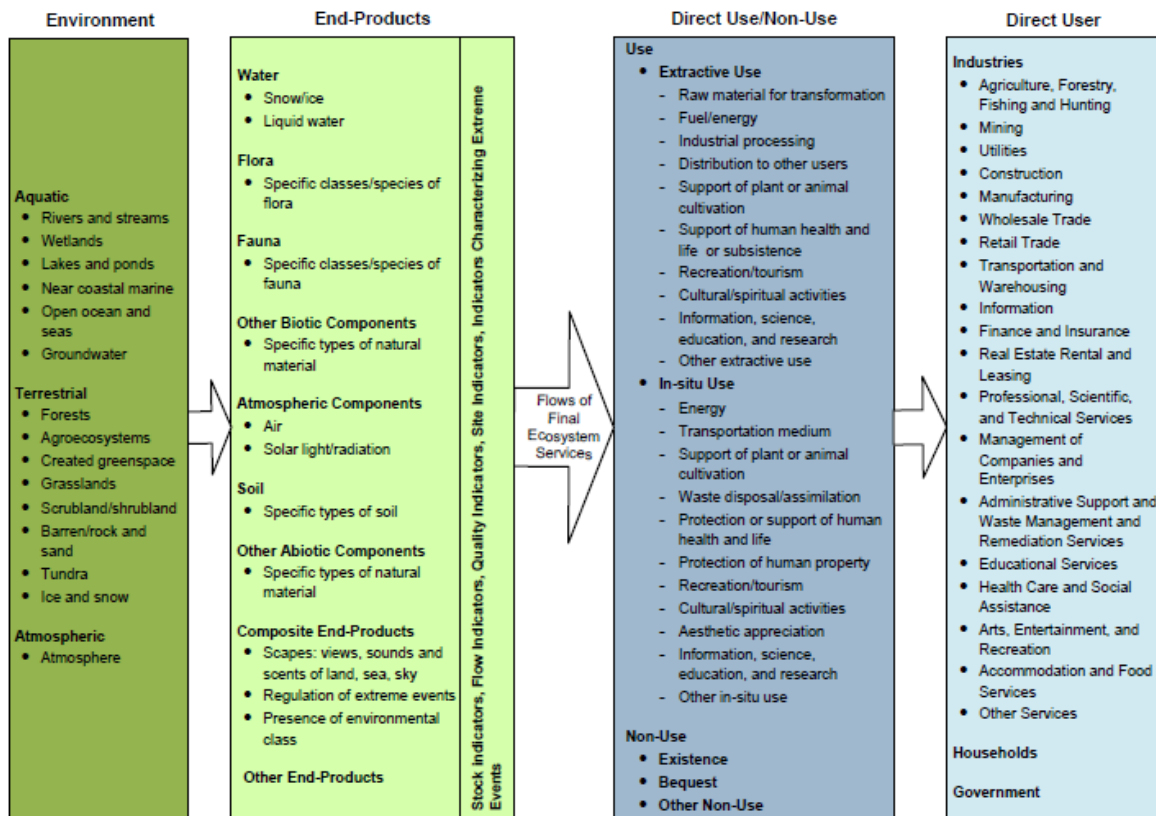 Environment
Aquatic
• Rivers and streams
• Wetlands
• Lakes and ponds
• Near coastal marine
• Open ocean and
seas
• Groundwater
Terrestrial
• Forests
• Agroecosystems
• Created greenspace
• Grasslands
• Scrubland/shrubland
• Barren/rock and
sand
• Tundra
• Ice and snow
Atmospheric
• Atmosphere
End-Products
Water
• Snow/ice
• Liquid water
Flora
• Specific classes/species of
flora
Fauna
• Specific classes/species of
fauna
Other Biotic Components
• Specific types of natural
material
Atmospheric Components
• Air
• Solar light/radiation
Soil
• Specific types of soil
Other Abiotic Components
• Specific types of natural
material
Composite End-Products
• Scapes: views, sounds and
scents of land, sea, sky
• Regulation of extreme events
• Presence of environmental
class
Other End-Products
Stock Indicators, Flow Indicators, Quality Indicators, Site Indicators, Indicators Characterizing Extreme
Events
Flows of
Final
Ecosystem
Services
Direct Use/Non-Use
Use
• Extractive Use
- Raw material for transformation
- Fuel/energy
- Industrial processing
- Distribution to other users
- Support of plant or animal
cultivation
- Support of human health and
life or subsistence
- Recreation/tourism
- Cultural/spiritual activities
- Information, science,
education, and research
- Other extractive use
• In-situ Use
- Energy
- Transportation medium
- Support of plant or animal
cultivation
- Waste disposal/assimilation
- Protection or support of human
health and life
- Protection of human property
- Recreation/tourism
- Cultural/spiritual activities
- Aesthetic appreciation
- Information, science,
education, and research
- Other in-situ use
Non-Use
• Existence
• Bequest
• Other Non-Use
Direct User
Industries
• Agriculture, Forestry,
Fishing and Hunting
• Mining
• Utilities
• Construction
• Manufacturing
• Wholesale Trade
• Retail Trade
• Transportation and
Warehousing
• Information
• Finance and Insurance
• Real Estate Rental and
Leasing
• Professional, Scientific,
and Technical Services
• Management of
Companies and
Enterprises
• Administrative Support and
Waste Management and
Remediation Services
• Educational Services
• Health Care and Social
Assistance
• Arts, Entertainment, and
Recreation
• Accommodation and Food
Services
• Other Services
Households
Government